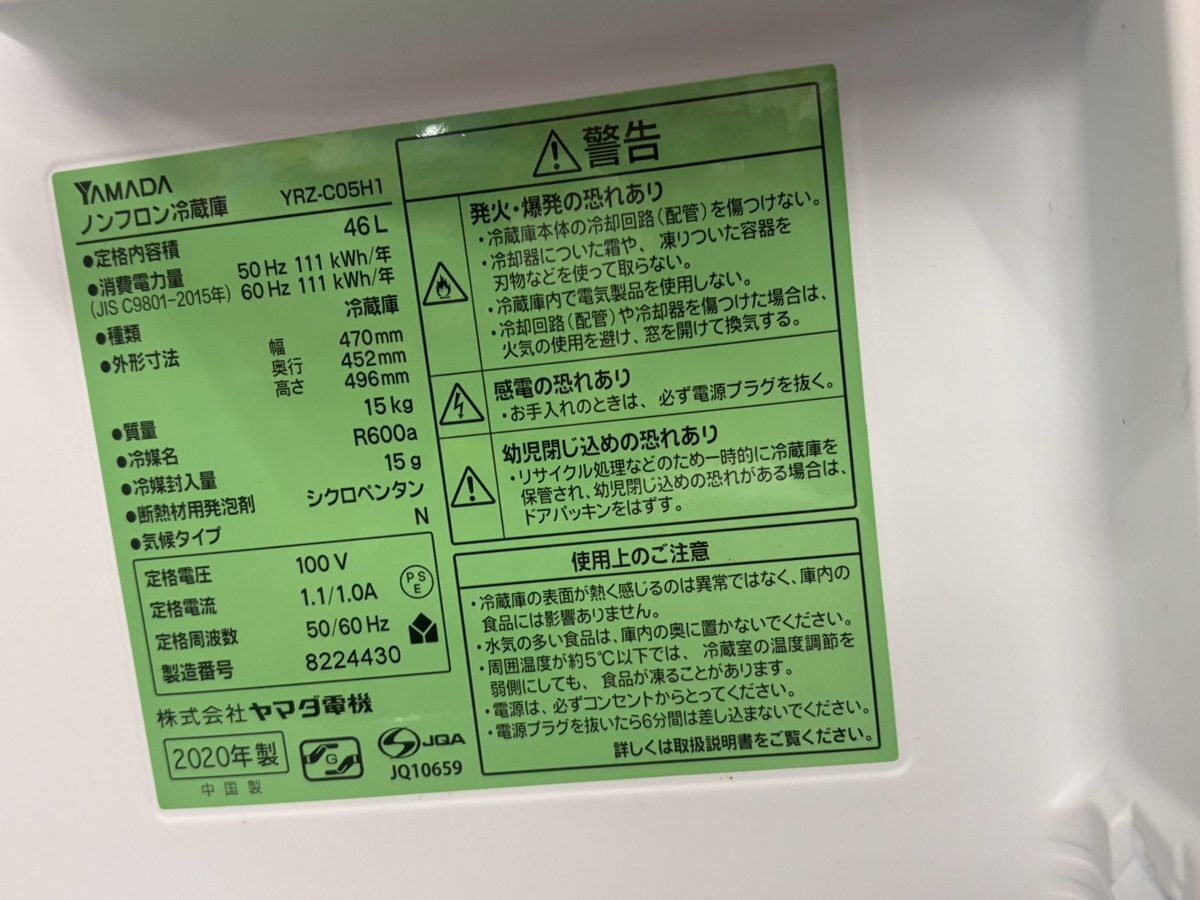 YAMADA
ノンフロン冷蔵庫 YRZ-C05H1
●定格内容積 46L
●消費電力量 50Hz 111 kWh/年
(JIS C9801-2015年) 60Hz 111 kWh/年
●種類 冷蔵庫
●外形寸法 幅 470mm
奥行 452mm
高さ 496mm
●質量 15kg
●冷媒名 R600a
●冷媒封入量 15g
●断熱材用発泡剤 シクロペンタン
●気候タイプ N
定格電圧 100V
定格電流 1.1/1.0A
PSE
定格周波数 50/60Hz
製造番号 8224430
株式会社ヤマダ電機
2020年製
中国製
G
JQA
JQ10659
警告
発火・爆発の恐れあり
・冷蔵庫本体の冷却回路(配管)を傷つけない。
・冷却器についた霜や、凍りついた容器を
刃物などを使って取らない。
・冷蔵庫内で電気製品を使用しない。
・冷却回路(配管)や冷却器を傷つけた場合は、
火気の使用を避け、窓を開けて換気する。
感電の恐れあり
・お手入れのときは、必ず電源プラグを抜く。
幼児閉じ込めの恐れあり
・リサイクル処理などのため一時的に冷蔵庫を
保管され、幼児閉じ込めの恐れがある場合は、
ドアパッキンをはずす。
使用上のご注意
・冷蔵庫の表面が熱く感じるのは異常ではなく、庫内の
食品には影響ありません。
・水気の多い食品は、庫内の奥に置かないでください。
・周囲温度が約5℃以下では、冷蔵室の温度調節を
弱側にしても、食品が凍ることがあります。
・電源は、必ずコンセントからとってください。
・電源プラグを抜いたら6分間は差し込まないでください。
詳しくは取扱説明書をご覧ください。